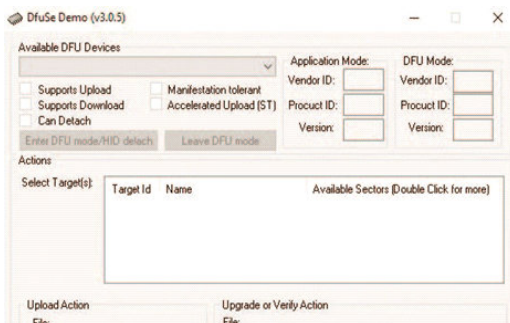 DfuSe Demo (v3.0.5)
Available DFU Devices
Application Mode:
DFU Mode:
Supports Upload
Manifestation tolerant
Vendor ID:
Vendor ID:
Supports Download
Accelerated Upload (ST)
Procuct ID:
Procuct ID:
Can Detach
Version:
Version:
Enter DFU mode/HID detach
Leave DFU mode
Actions
Select Target(s):
Target Id Name Available Sectors (Double Click for more)
Upload Action
Upgrade or Verify Action
File:
File: